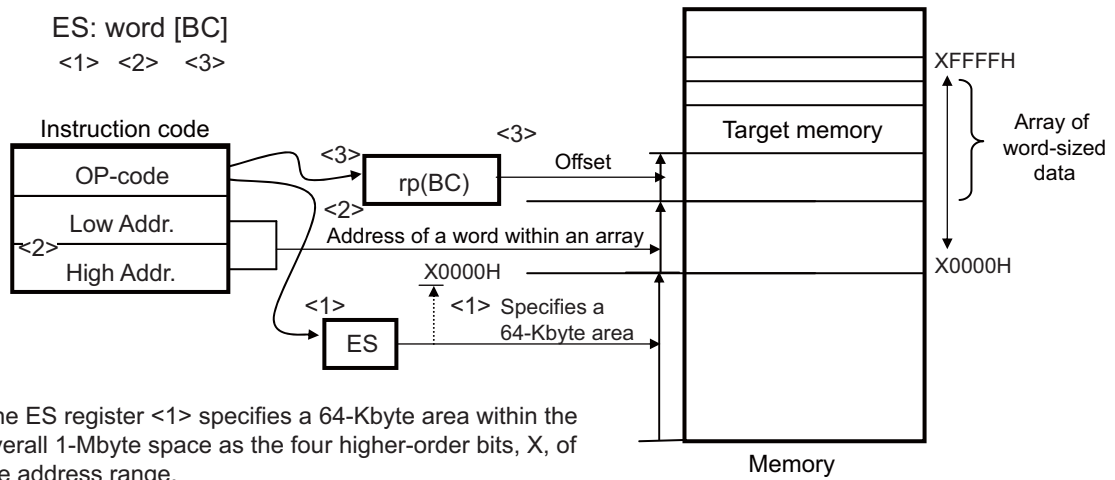 ES: word [BC]
<1> <2> <3>
XFFFFH
Instruction code
<3>
Target memory
Array of
word-sized
data
OP-code
<3>
rp(BC)
Offset
Low Addr.
<2>
<2>
Address of a word within an array
High Addr.
X0000H
X0000H
<1>
<1> Specifies a
64-Kbyte area
ES
ES register <1> specifies a 64-Kbyte area within the
1-Mbyte space as the four higher-order bits, X, of
address range.
Memory